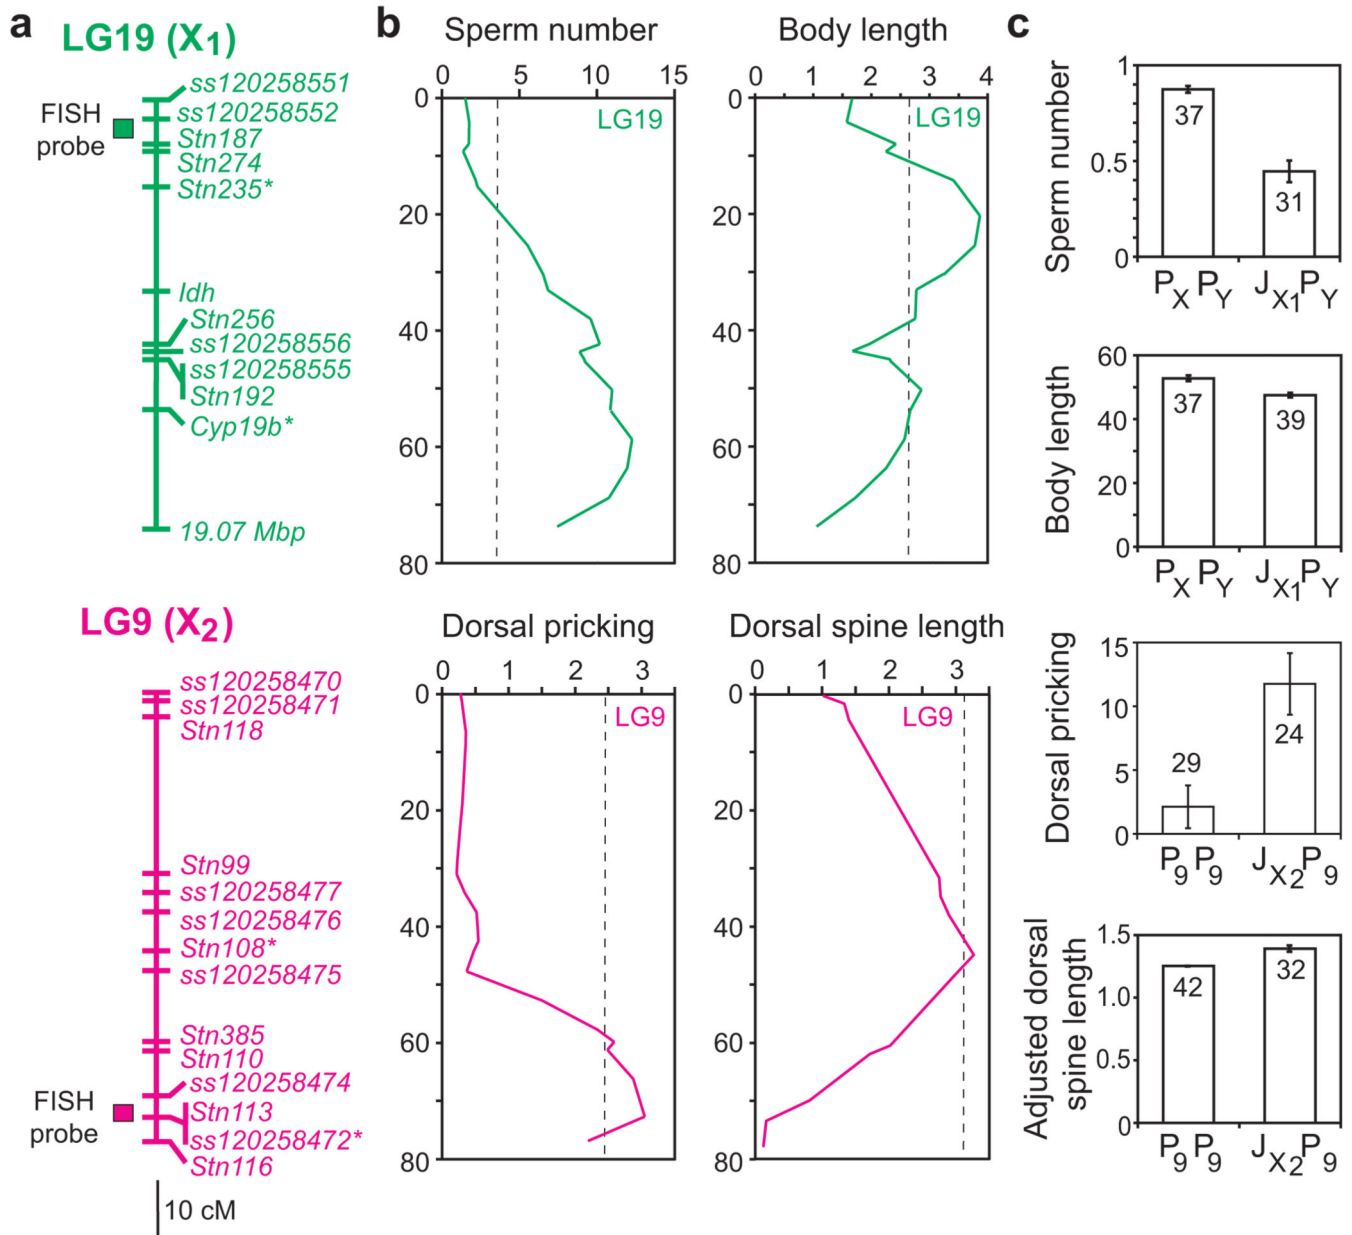 a
LG19 (X1)
FISH
probe
ss120258551
ss120258552
Stn187
Stn274
Stn235*
Idh
Stn256
ss120258556
ss120258555
Stn192
Cyp19b*
19.07 Mbp
LG9 (X2)
ss120258470
ss120258471
Stn118
Stn99
ss120258477
ss120258476
Stn108*
ss120258475
Stn385
Stn110
ss120258474
FISH
probe
Stn113
ss120258472*
Stn116
10 cM
b
Sperm number
0 5 10 15
LG19
0
20
40
60
80
Body length
0 1 2 3 4
LG19
0
20
40
60
80
Dorsal pricking
0 1 2 3
LG9
0
20
40
60
80
Dorsal spine length
0 1 2 3
LG9
0
20
40
60
80
c
Sperm number
1
0.5
0
37
31
PX PY JX1PY
Body length
60
40
20
0
37
39
PX PY JX1PY
Dorsal pricking
15
10
5
0
29
24
P9P9 JX2P9
Adjusted dorsal
spine length
1.5
1.0
0.5
0
42
32
P9P9 JX2P9